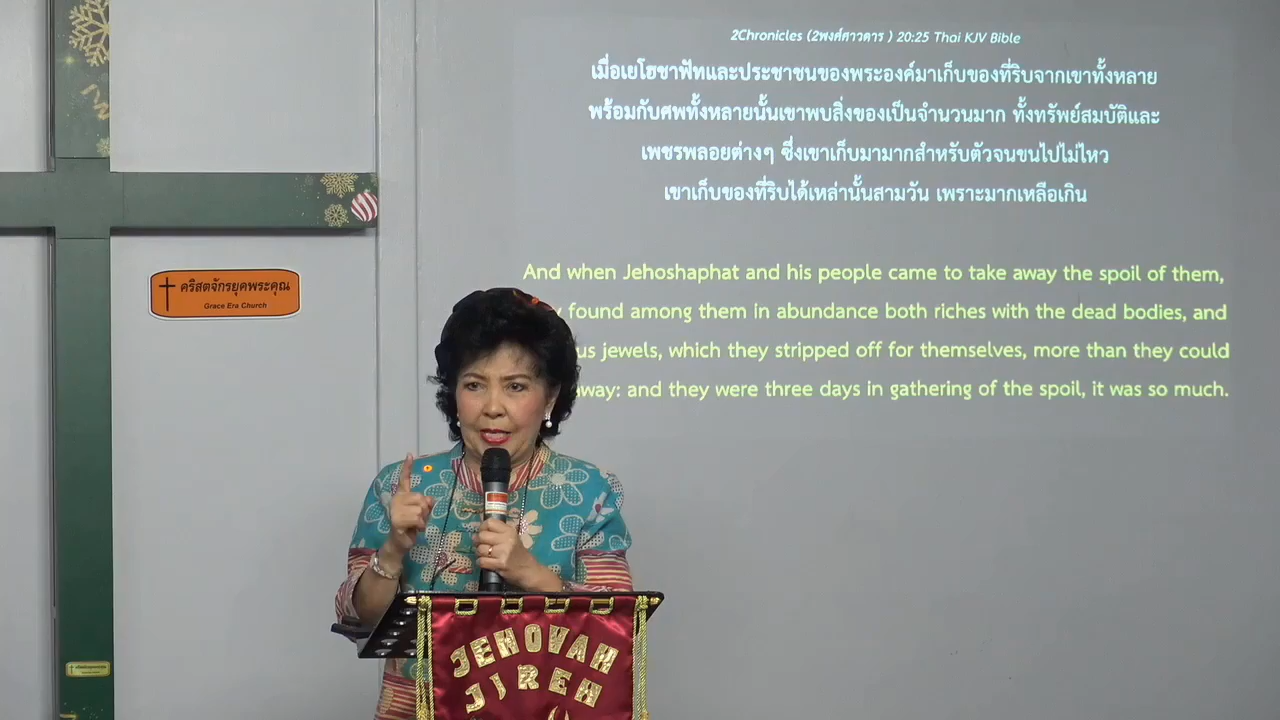 2Chronicles (2พงศ์ศาวดาร ) 20:25 Thai KJV Bible
เมื่อเยโฮชาฟัทและประชาชนของพระองค์มาเก็บของที่ริบจากเขาทั้งหลาย
พร้อมกับศพทั้งหลายนั้นเขาพบสิ่งของเป็นจำนวนมาก ทั้งทรัพย์สมบัติและ
เพชรพลอยต่างๆ ซึ่งเขาเก็บมามากสำหรับตัวจนขนไปไม่ไหว
เขาเก็บของที่ริบได้เหล่านั้นสามวัน เพราะมากเหลือเกิน
And when Jehoshaphat and his people came to take away the spoil of them,
found among them in abundance both riches with the dead bodies, and
us jewels, which they stripped off for themselves, more than they could
away: and they were three days in gathering of the spoil, it was so much.
คริสตจักรยุคพระคุณ
Grace Era Church
JEHOVAH
JIREH